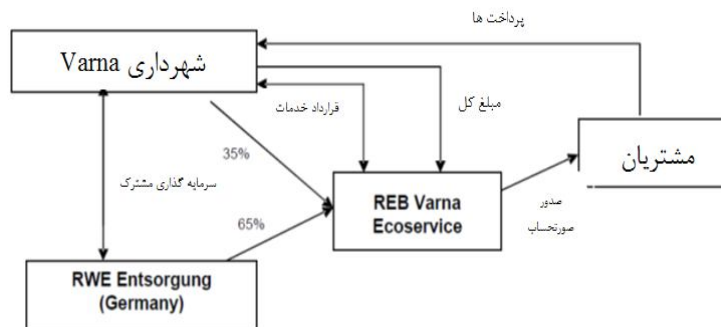 پرداخت ها
شهرداری Varna
قرارداد خدمات
مبلغ کل
مشتریان
35%
سرمایه گذاری مشترک
REB Varna
Ecoservice
صدور
صورتحساب
65%
RWE Entsorgung
(Germany)